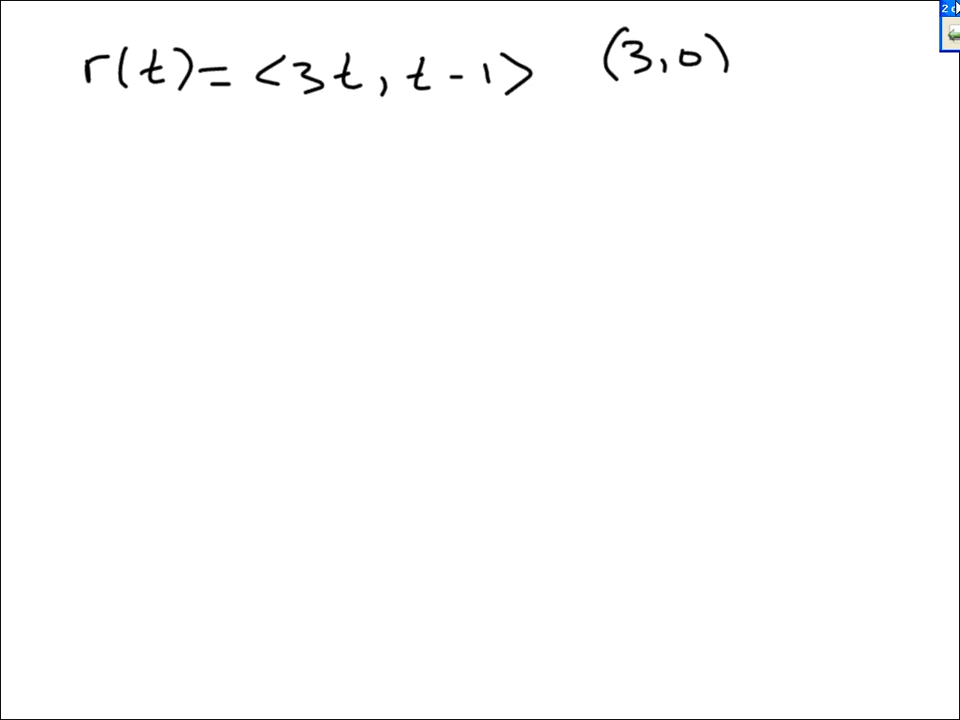 r(t) = <3t, t - 1> (3,0)